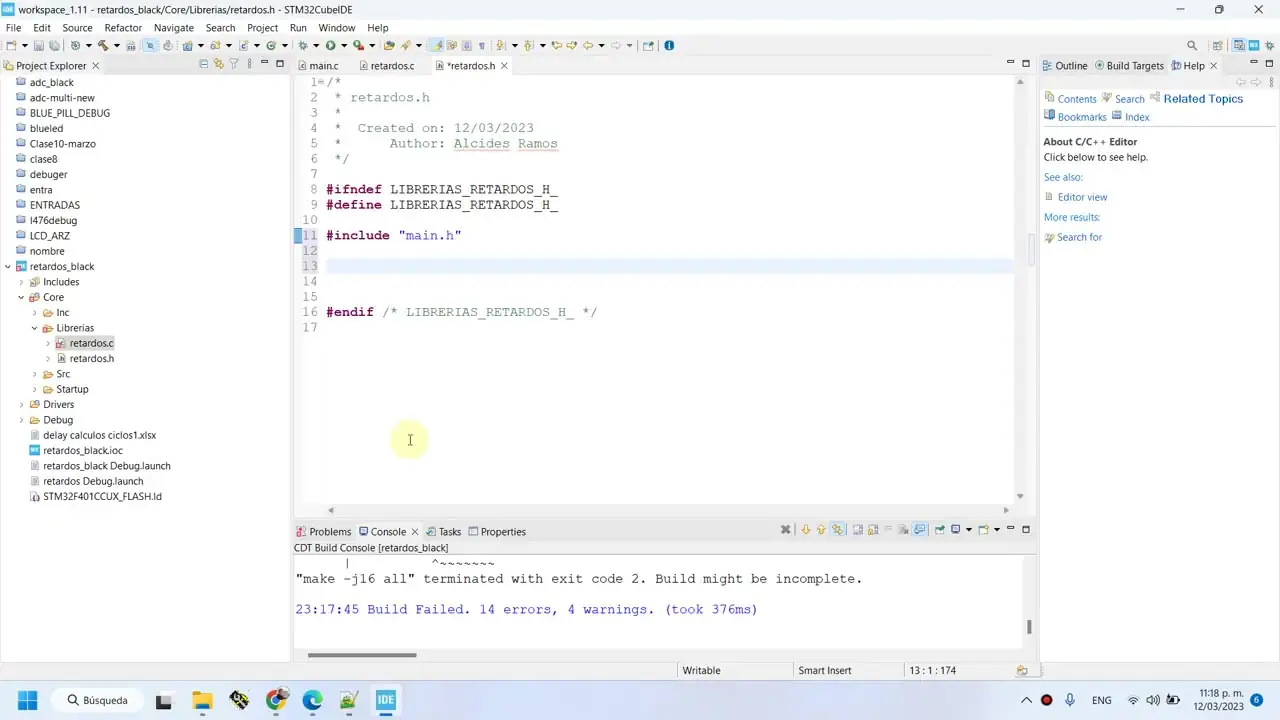 workspace_1.11 - retardos_black/Core/Librerias/retardos.h - STM32CubeIDE
File Edit Source Refactor Navigate Search Project Run Window Help
Project Explorer
main.c retardos.c *retardos.h
Outline Build Targets Help
adc_black
adc-multi-new
BLUE_PILL_DEBUG
blueled
Clase10-marzo
clase8
debuger
entra
ENTRADAS
l476debug
LCD_ARZ
nombre
retardos_black
Includes
Core
Inc
Librerias
retardos.c
retardos.h
Src
Startup
Drivers
Debug
delay calculos ciclos1.xlsx
retardos_black.ioc
retardos_black Debug.launch
retardos Debug.launch
STM32F401CCUX_FLASH.ld
1 /*
2 * retardos.h
3 *
4 * Created on: 12/03/2023
5 * Author: Alcides Ramos
6 */
7
8 #ifndef LIBRERIAS_RETARDOS_H_
9 #define LIBRERIAS_RETARDOS_H_
10
11 #include "main.h"
12
13
14
15
16 #endif /* LIBRERIAS_RETARDOS_H_ */
17
Contents Search Related Topics
Bookmarks Index
About C/C++ Editor
Click below to see help.
See also:
Editor view
More results:
Search for
Problems Console Tasks Properties
CDT Build Console [retardos_black]
| ^~~~~~~~
"make -j16 all" terminated with exit code 2. Build might be incomplete.
23:17:45 Build Failed. 14 errors, 4 warnings. (took 376ms)
Writable Smart Insert 13 : 1 : 174
Búsqueda
IDE
ENG
11:18 p. m.
12/03/2023
6